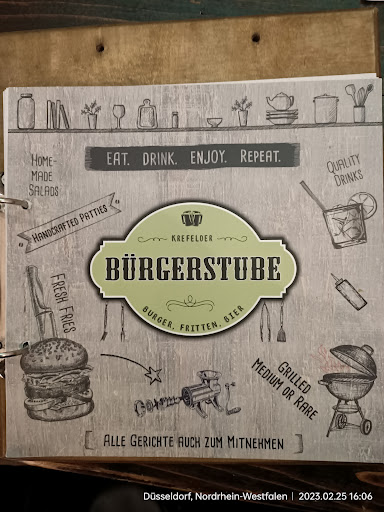 EAT. DRINK. ENJOY. REPEAT.
HOME-
MADE
SALADS
QUALITY
DRINKS
HANDCRAFTED PATTIES
KREFELDER
BÜRGERSTUBE
BURGER, FRITTEN, BIER
FRESH FRIES
GRILLED
MEDIUM OR RARE
ALLE GERICHTE AUCH ZUM MITNEHMEN
Düsseldorf, Nordrhein-Westfalen | 2023.02.25 16:06